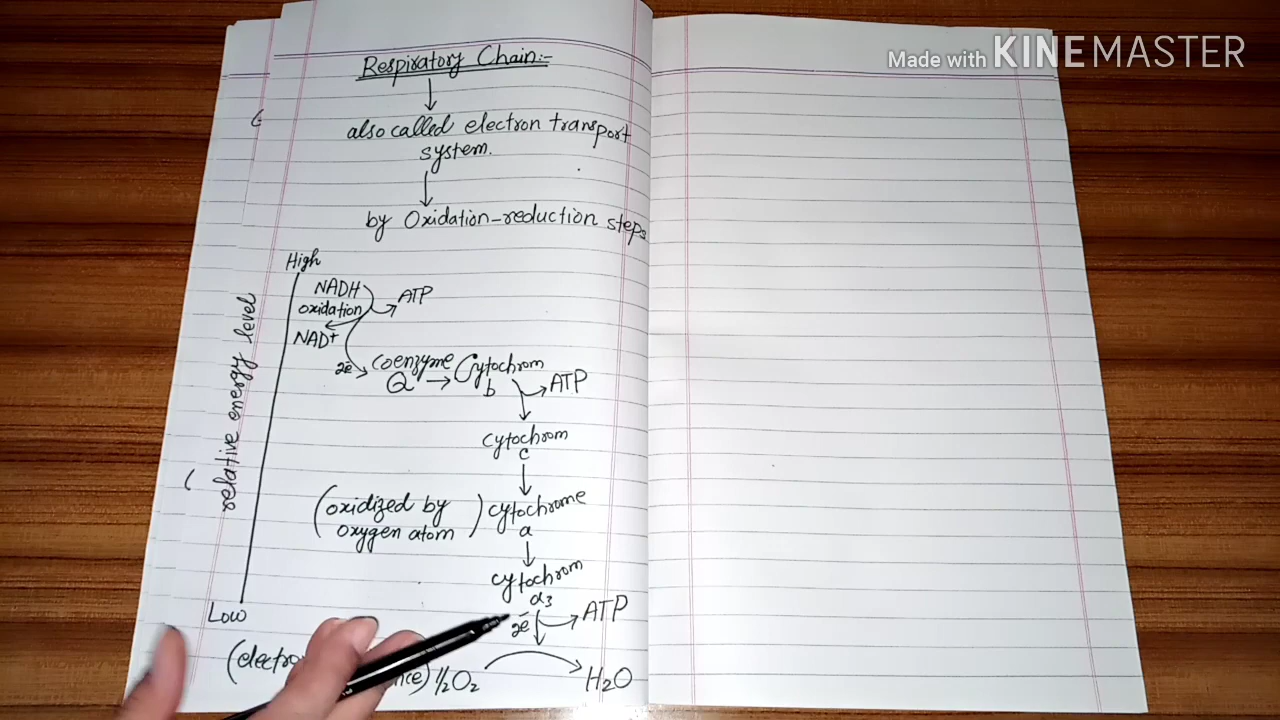 Made with KINEMASTER
Respiratory Chain:-
also called electron transport
system.
by Oxidation-reduction steps
High
NADH
oxidation
ATP
NAD+
relative energy level
2e-
coenzyme
Q
Cytochrom
b
ATP
cytochrom
c
(oxidized by
oxygen atom)
cytochrome
a
cytochrom
a3
Low
2e-
ATP
½O2
H2O